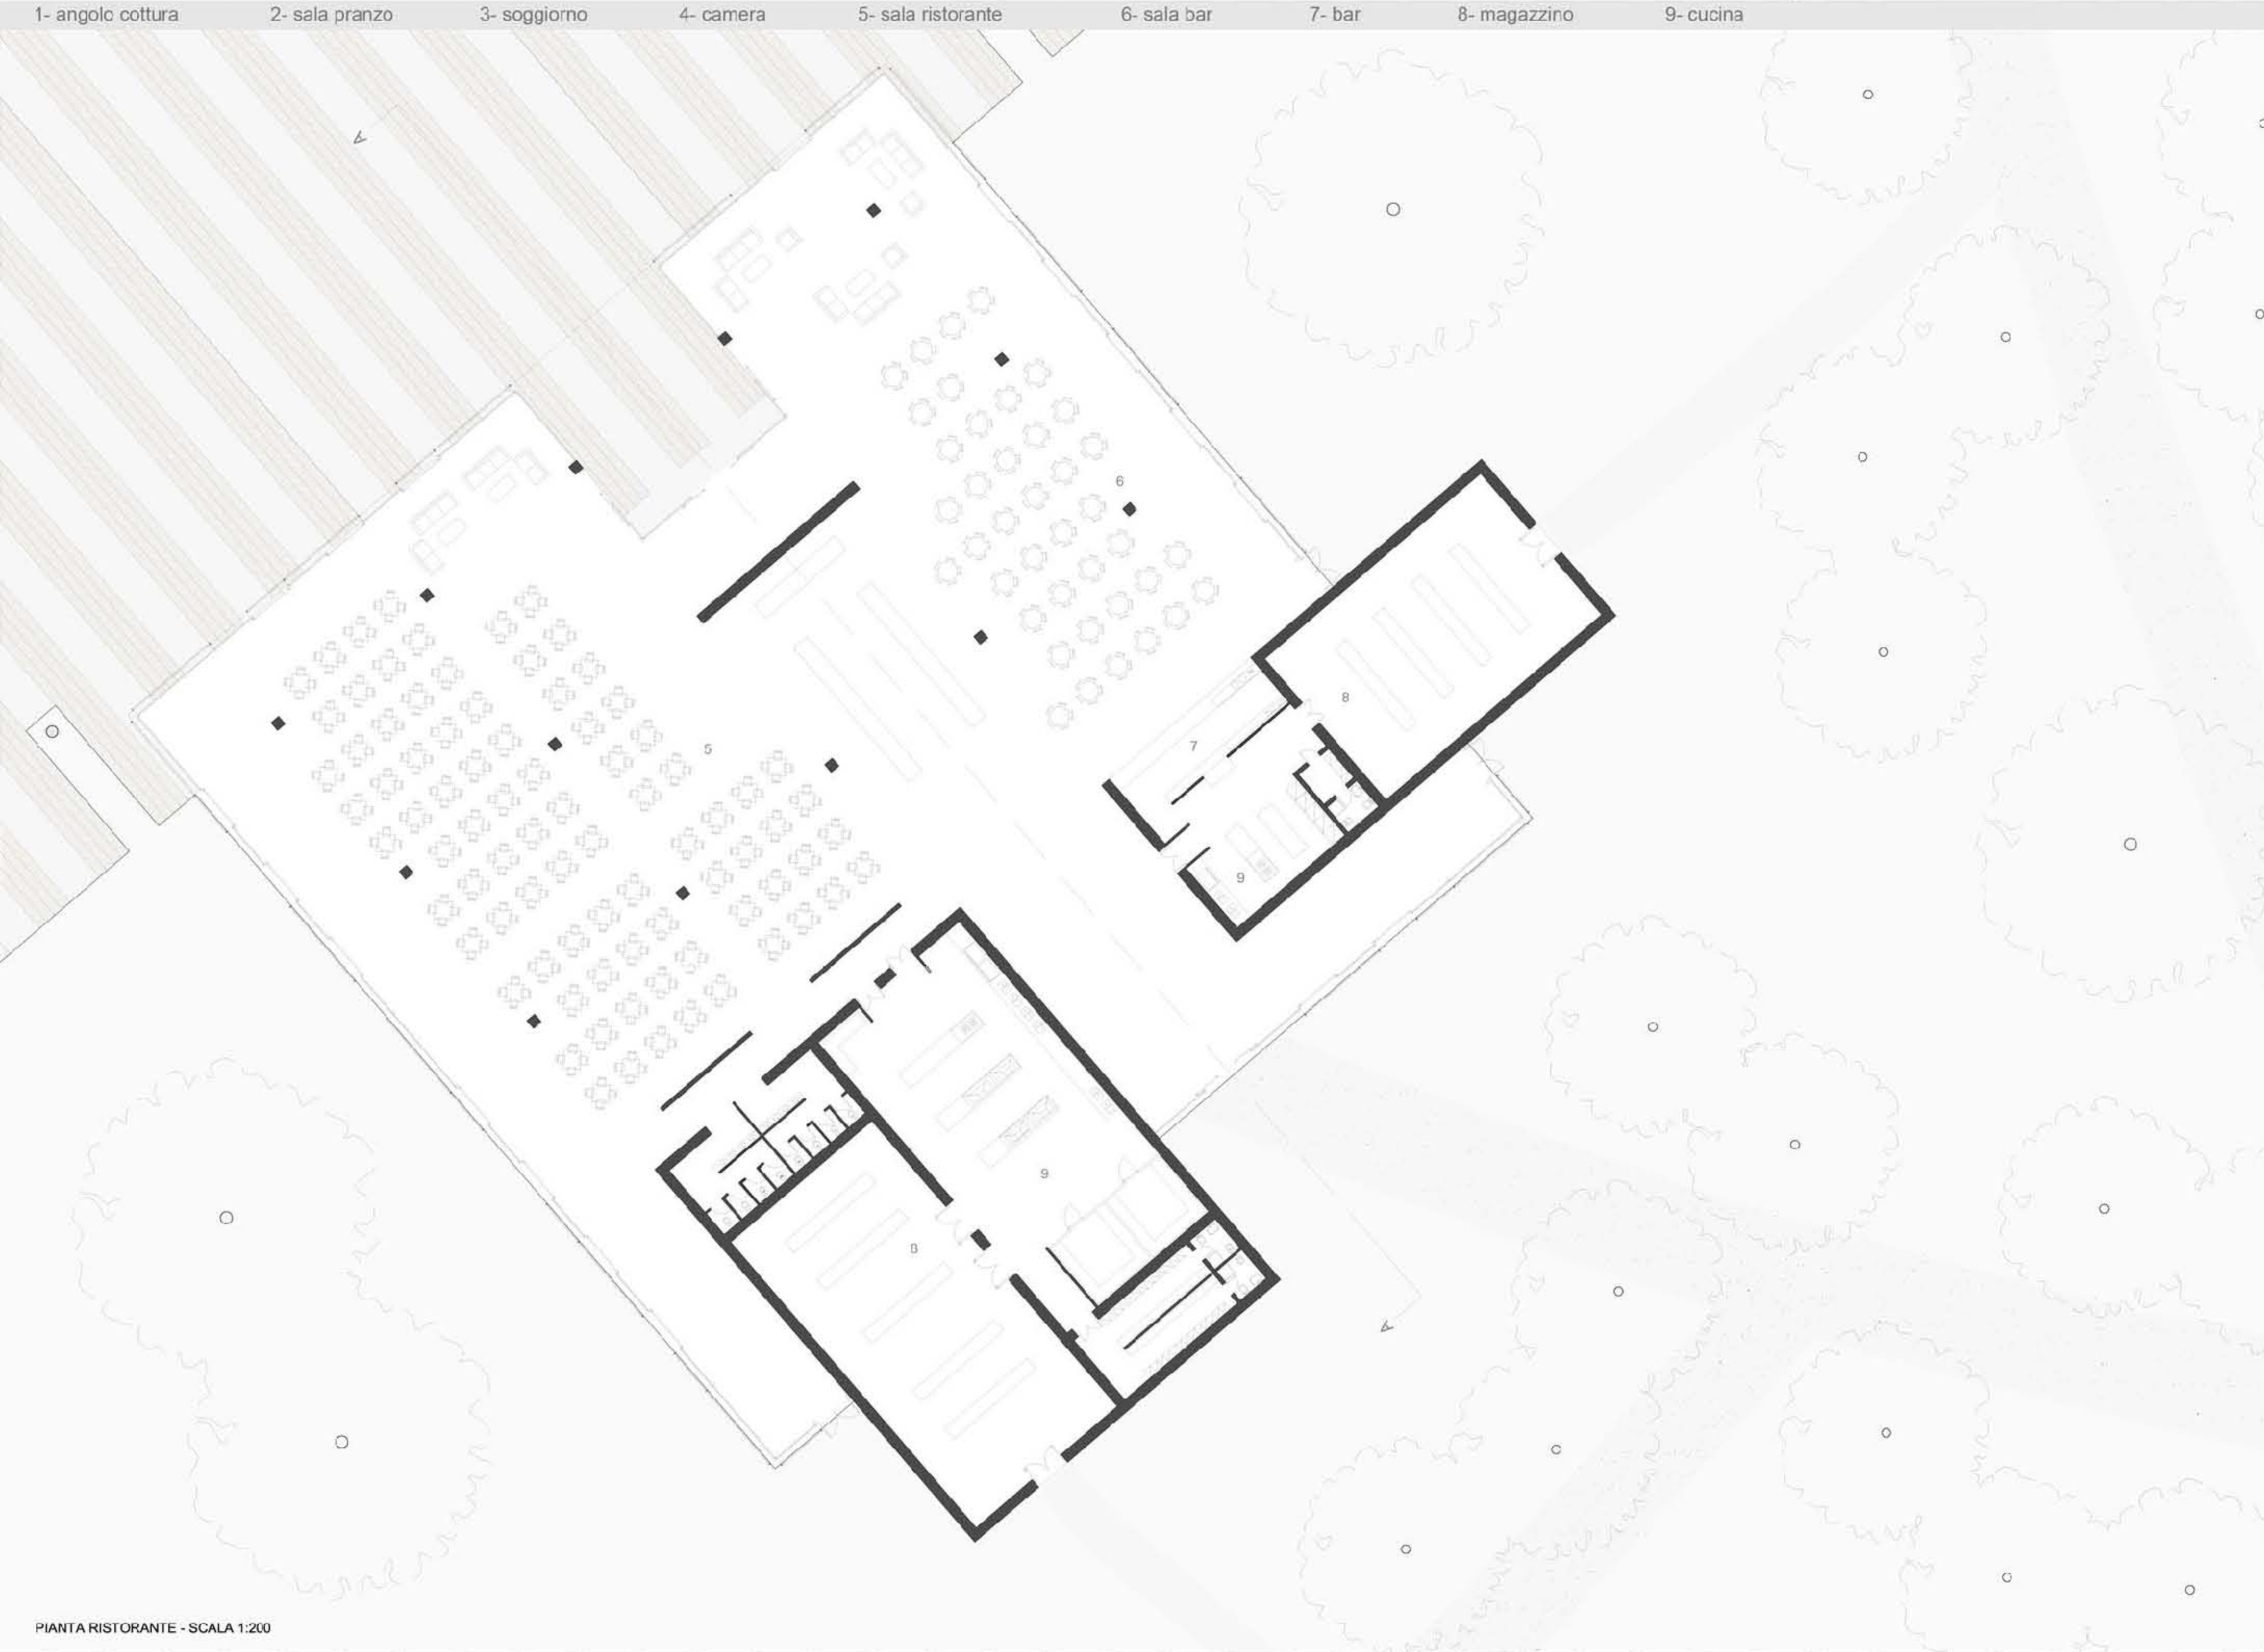 1- angolo cottura 2- sala pranzo 3- soggiorno 4- camera 5- sala ristorante 6- sala bar 7- bar 8- magazzino 9- cucina
A
6
8
5
7
9
9
8
A
PIANTA RISTORANTE - SCALA 1:200